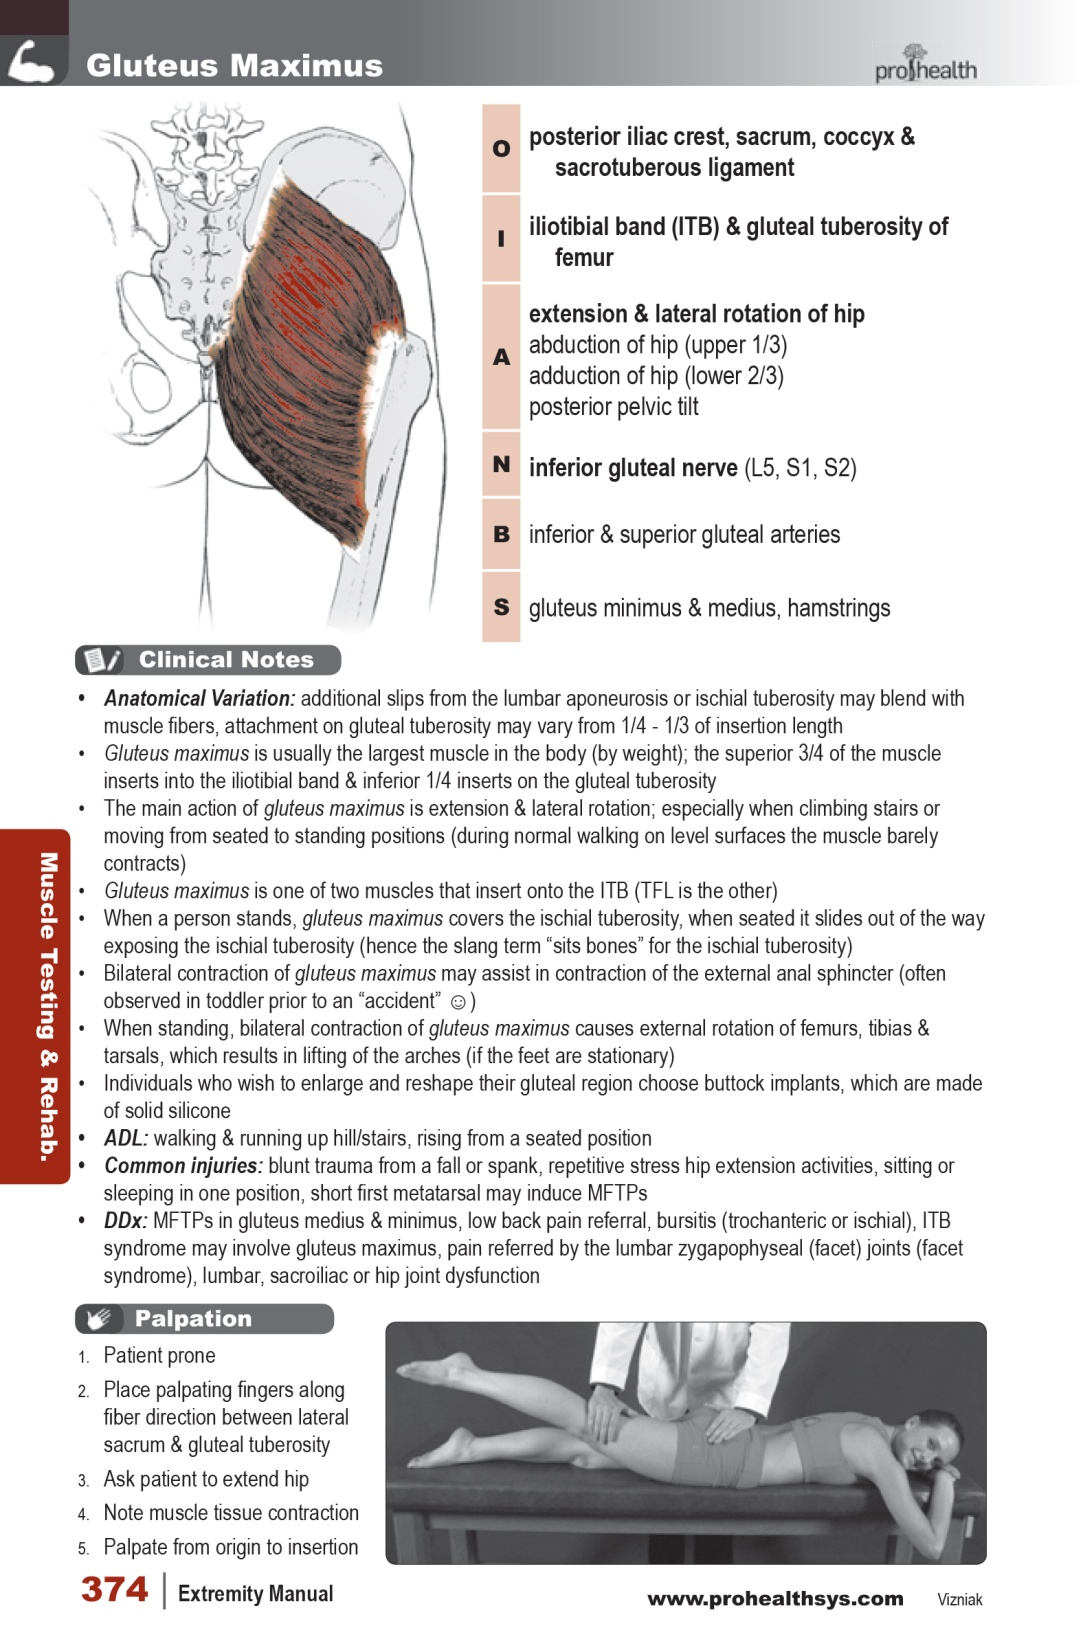 Gluteus Maximus
prohealth
O posterior iliac crest, sacrum, coccyx &
sacrotuberous ligament
I iliotibial band (ITB) & gluteal tuberosity of
femur
A extension & lateral rotation of hip
abduction of hip (upper 1/3)
adduction of hip (lower 2/3)
posterior pelvic tilt
N inferior gluteal nerve (L5, S1, S2)
B inferior & superior gluteal arteries
S gluteus minimus & medius, hamstrings
Clinical Notes
• Anatomical Variation: additional slips from the lumbar aponeurosis or ischial tuberosity may blend with
muscle fibers, attachment on gluteal tuberosity may vary from 1/4 - 1/3 of insertion length
• Gluteus maximus is usually the largest muscle in the body (by weight); the superior 3/4 of the muscle
inserts into the iliotibial band & inferior 1/4 inserts on the gluteal tuberosity
• The main action of gluteus maximus is extension & lateral rotation; especially when climbing stairs or
moving from seated to standing positions (during normal walking on level surfaces the muscle barely
contracts)
• Gluteus maximus is one of two muscles that insert onto the ITB (TFL is the other)
• When a person stands, gluteus maximus covers the ischial tuberosity, when seated it slides out of the way
exposing the ischial tuberosity (hence the slang term “sits bones” for the ischial tuberosity)
• Bilateral contraction of gluteus maximus may assist in contraction of the external anal sphincter (often
observed in toddler prior to an “accident” ☺)
• When standing, bilateral contraction of gluteus maximus causes external rotation of femurs, tibias &
tarsals, which results in lifting of the arches (if the feet are stationary)
• Individuals who wish to enlarge and reshape their gluteal region choose buttock implants, which are made
of solid silicone
• ADL: walking & running up hill/stairs, rising from a seated position
• Common injuries: blunt trauma from a fall or spank, repetitive stress hip extension activities, sitting or
sleeping in one position, short first metatarsal may induce MFTPs
• DDx: MFTPs in gluteus medius & minimus, low back pain referral, bursitis (trochanteric or ischial), ITB
syndrome may involve gluteus maximus, pain referred by the lumbar zygapophyseal (facet) joints (facet
syndrome), lumbar, sacroiliac or hip joint dysfunction
Muscle Testing & Rehab.
Palpation
1. Patient prone
2. Place palpating fingers along
fiber direction between lateral
sacrum & gluteal tuberosity
3. Ask patient to extend hip
4. Note muscle tissue contraction
5. Palpate from origin to insertion
374 Extremity Manual
www.prohealthsys.com Vizniak